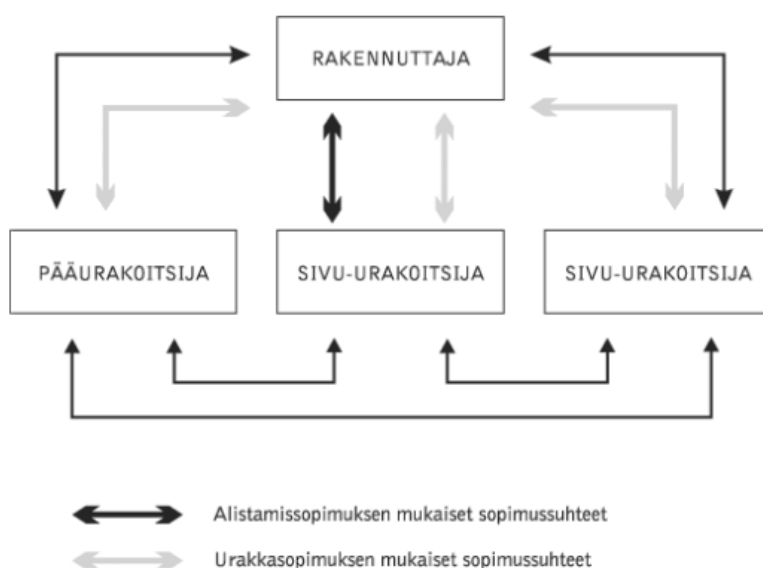 RAKENNUTTAJA
PÄÄURAKOITSIJA
SIVU-URAKOITSIJA
SIVU-URAKOITSIJA
Alistamissopimuksen mukaiset sopimussuhteet
Urakkasopimuksen mukaiset sopimussuhteet